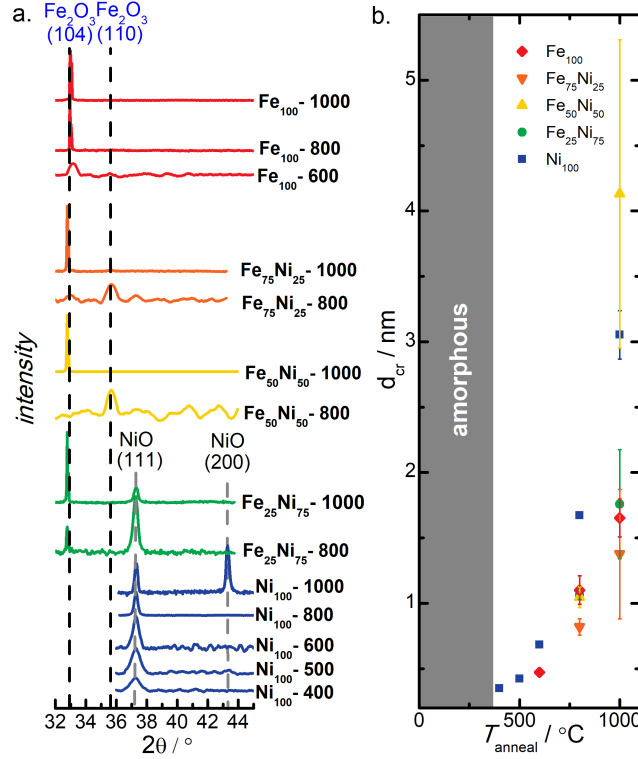 a.
Fe₂O₃ Fe₂O₃
(104) (110)
Fe₁₀₀- 1000
Fe₁₀₀- 800
Fe₁₀₀- 600
Fe₇₅Ni₂₅- 1000
Fe₇₅Ni₂₅- 800
Fe₅₀Ni₅₀- 1000
Fe₅₀Ni₅₀- 800
NiO NiO
(111) (200)
Fe₂₅Ni₇₅- 1000
Fe₂₅Ni₇₅- 800
Ni₁₀₀- 1000
Ni₁₀₀- 800
Ni₁₀₀- 600
Ni₁₀₀- 500
Ni₁₀₀- 400
intensity
32 34 36 38 40 42 44
2θ / °
b.
Fe₁₀₀
Fe₇₅Ni₂₅
Fe₅₀Ni₅₀
Fe₂₅Ni₇₅
Ni₁₀₀
amorphous
d_cr / nm
5
4
3
2
1
0 500 1000
T_anneal / °C